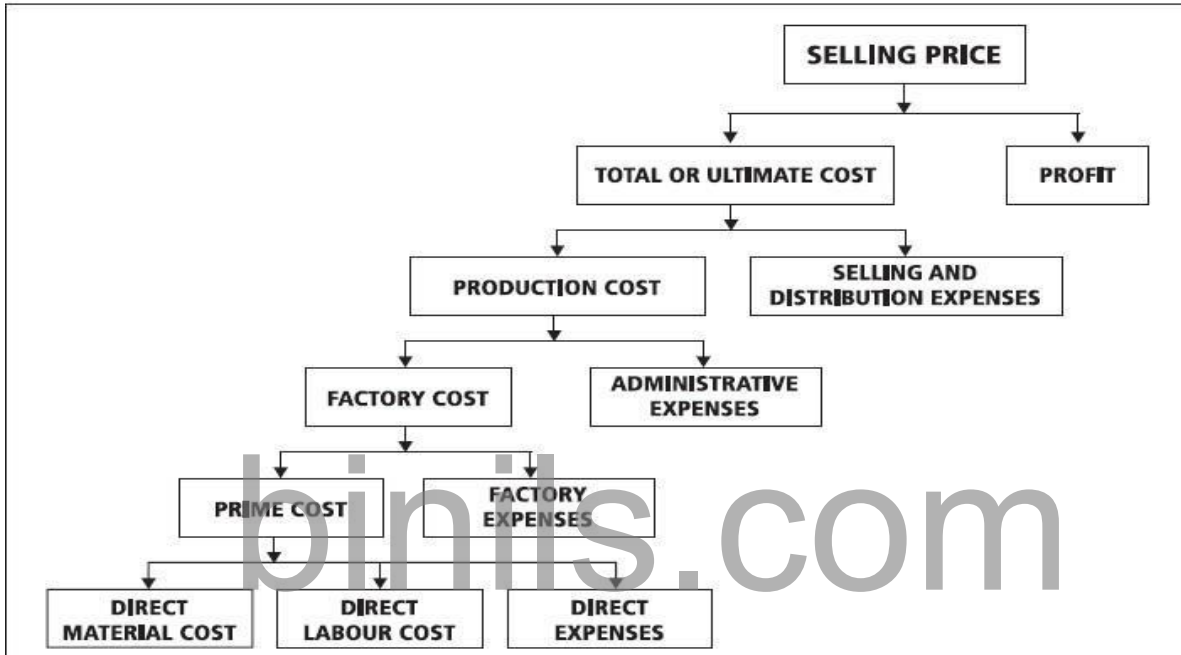 SELLING PRICE
TOTAL OR ULTIMATE COST
PROFIT
PRODUCTION COST
SELLING AND
DISTRIBUTION EXPENSES
FACTORY COST
ADMINISTRATIVE
EXPENSES
PRIME COST
FACTORY
EXPENSES
binils.com
DIRECT
MATERIAL COST
DIRECT
LABOUR COST
DIRECT
EXPENSES